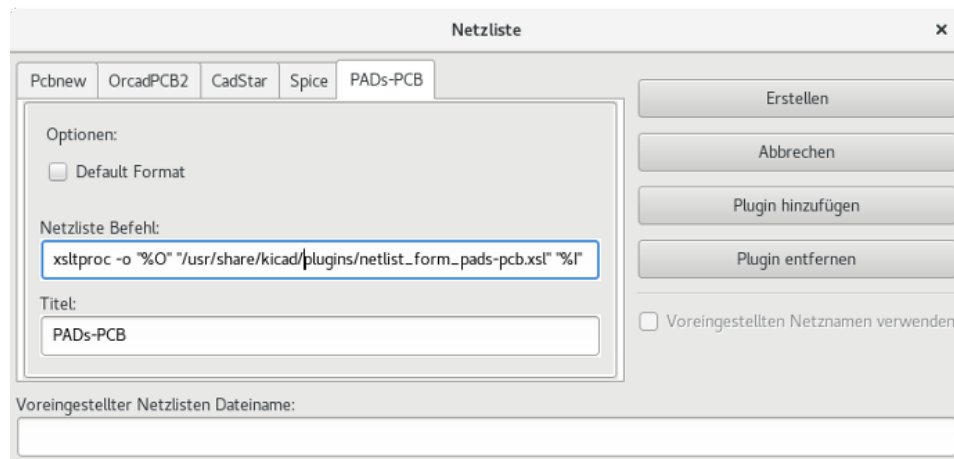 Netzliste
Pcbnew OrcadPCB2 CadStar Spice PADs-PCB
Optionen:
Default Format
Netzliste Befehl:
xsltproc -o "%O" "/usr/share/kicad/plugins/netlist_form_pads-pcb.xsl" "%I"
Titel:
PADs-PCB
Erstellen
Abbrechen
Plugin hinzufügen
Plugin entfernen
Voreingestellten Netznamen verwenden
Voreingestellter Netzlisten Dateiname: